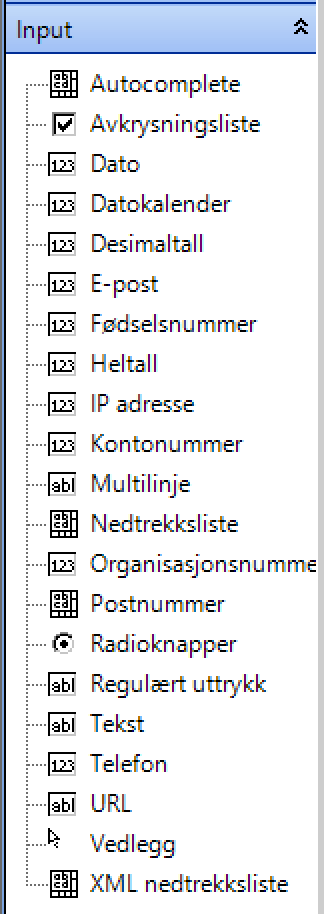 Input
Autocomplete
Avkrysningsliste
Dato
Datokalender
Desimaltall
E-post
Fødselsnummer
Heltall
IP adresse
Kontonummer
Multilinje
Nedtrekksliste
Organisasjonsnumme
Postnummer
Radioknapper
Regulært uttrykk
Tekst
Telefon
URL
Vedlegg
XML nedtrekksliste